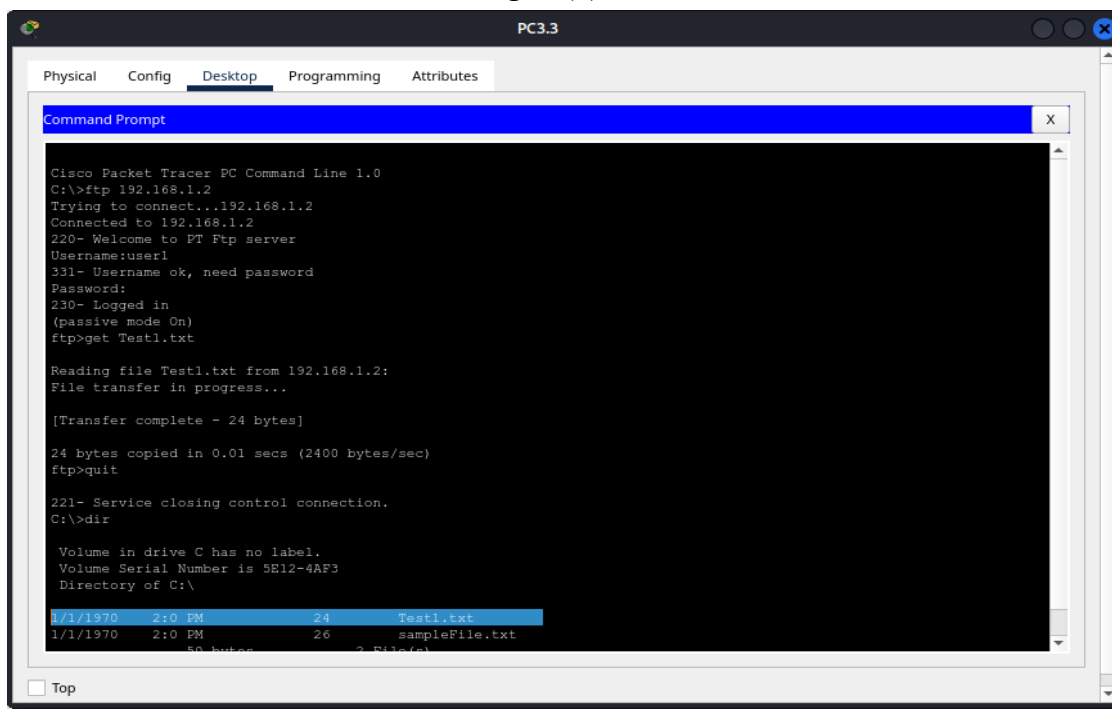 PC3.3
Physical Config Desktop Programming Attributes
Command Prompt X
Cisco Packet Tracer PC Command Line 1.0
C:\>ftp 192.168.1.2
Trying to connect...192.168.1.2
Connected to 192.168.1.2
220- Welcome to PT Ftp server
Username:user1
331- Username ok, need password
Password:
230- Logged in
(passive mode On)
ftp>get Test1.txt
Reading file Test1.txt from 192.168.1.2:
File transfer in progress...
[Transfer complete - 24 bytes]
24 bytes copied in 0.01 secs (2400 bytes/sec)
ftp>quit
221- Service closing control connection.
C:\>dir
Volume in drive C has no label.
Volume Serial Number is 5E12-4AF3
Directory of C:\
1/1/1970 2:0 PM 24 Test1.txt
1/1/1970 2:0 PM 26 sampleFile.txt
50 bytes 2 File(s)
Top